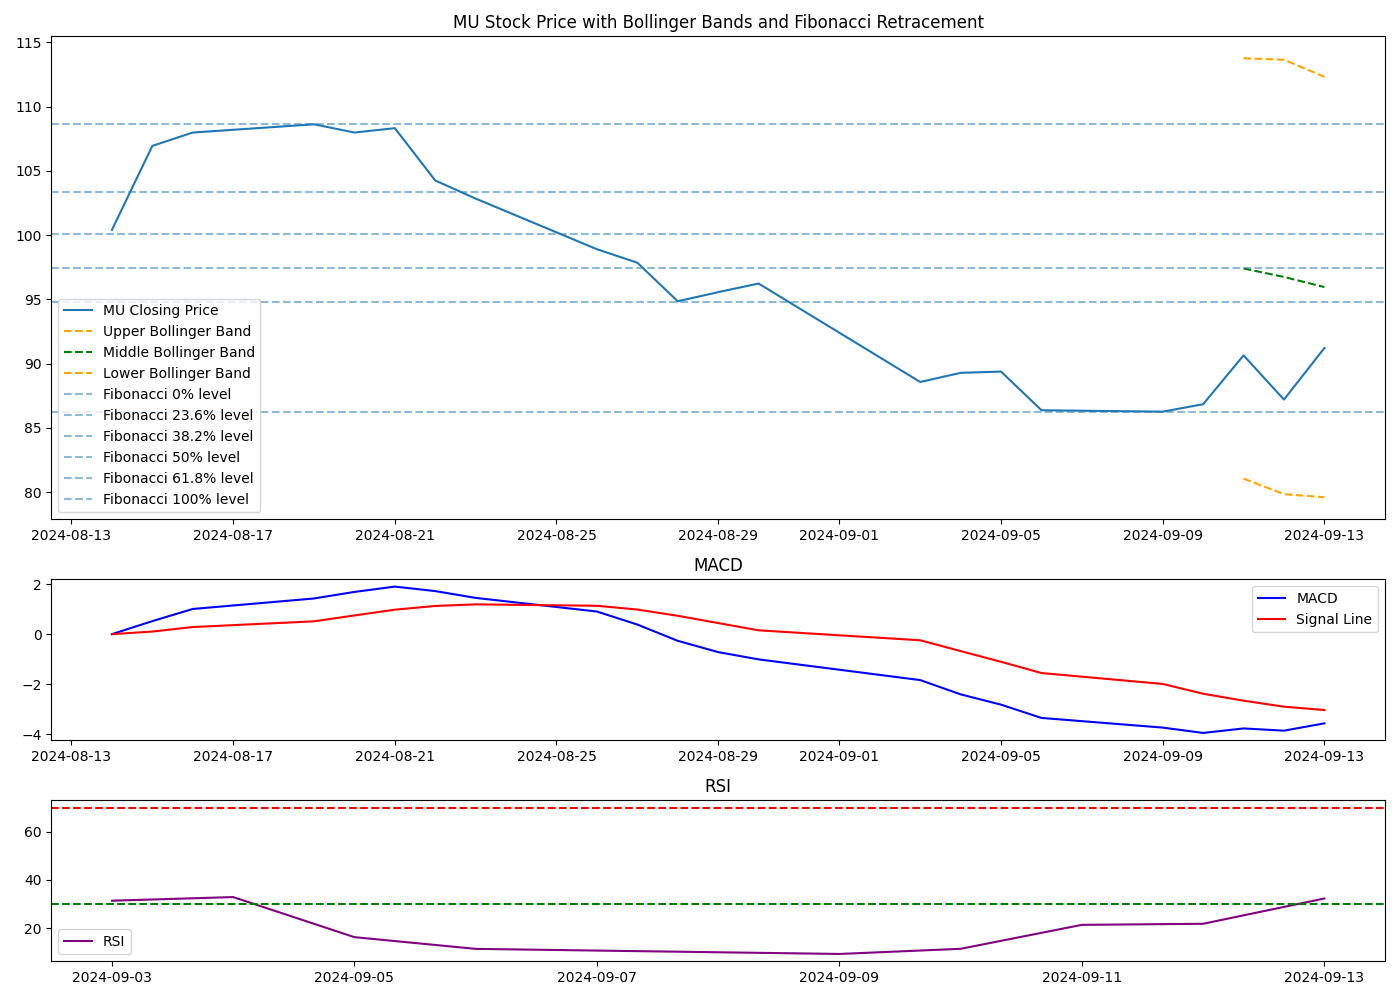 MU Stock Price with Bollinger Bands and Fibonacci Retracement
115
110
105
100
95
90
85
80
MU Closing Price
Upper Bollinger Band
Middle Bollinger Band
Lower Bollinger Band
Fibonacci 0% level
Fibonacci 23.6% level
Fibonacci 38.2% level
Fibonacci 50% level
Fibonacci 61.8% level
Fibonacci 100% level
2024-08-13 2024-08-17 2024-08-21 2024-08-25 2024-08-29 2024-09-01 2024-09-05 2024-09-09 2024-09-13
MACD
2
0
−2
−4
MACD
Signal Line
2024-08-13 2024-08-17 2024-08-21 2024-08-25 2024-08-29 2024-09-01 2024-09-05 2024-09-09 2024-09-13
RSI
60
40
20
RSI
2024-09-03 2024-09-05 2024-09-07 2024-09-09 2024-09-11 2024-09-13